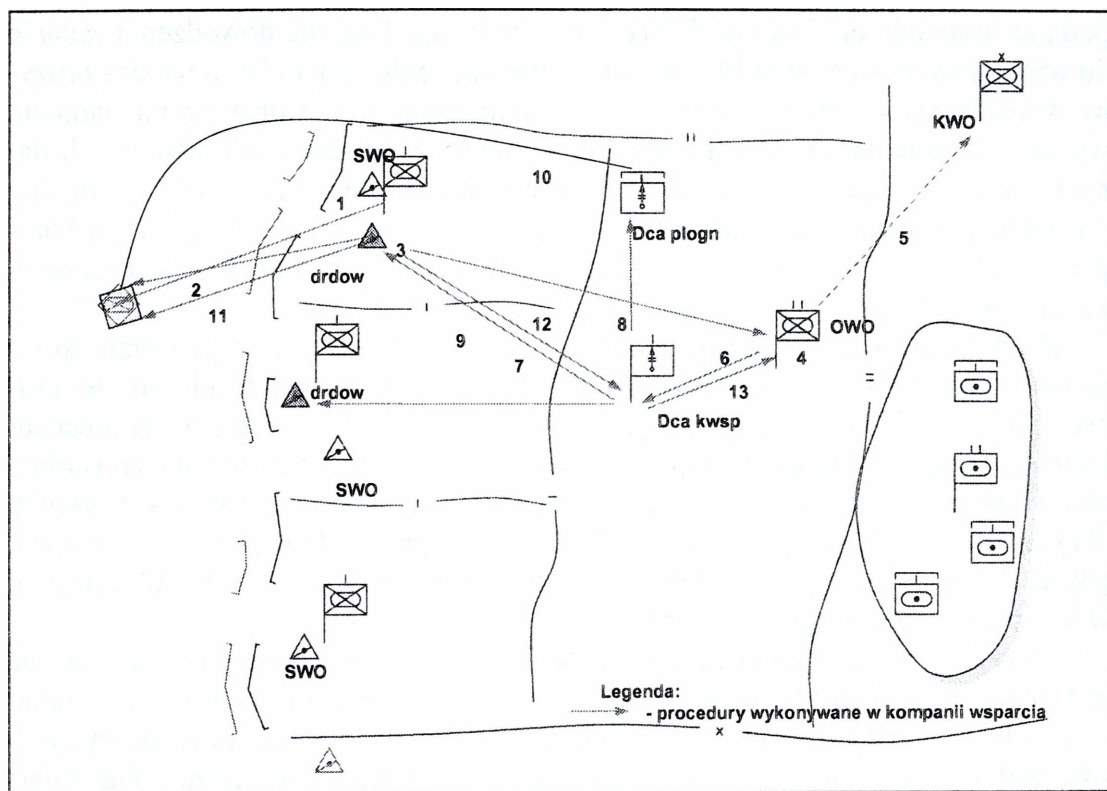 KWO
SWO
10
1
Dca plogn
5
3
drdow
2
11
12
8
OWO
9
6
4
7
13
drdow
Dca kwsp
SWO
SWO
Legenda:
- procedury wykonywane w kompanii wsparcia